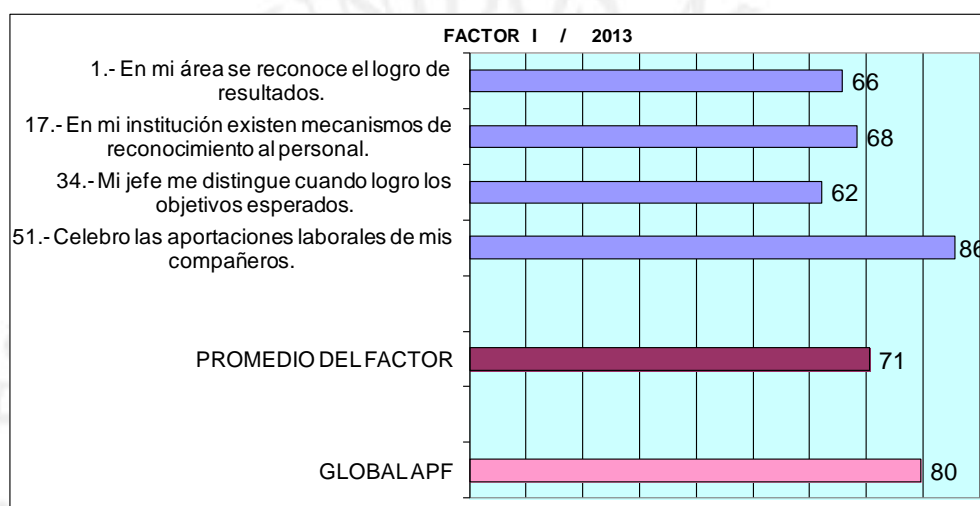 FACTOR I / 2013
1.- En mi área se reconoce el logro de
resultados.
66
17.- En mi institución existen mecanismos de
reconocimiento al personal.
68
34.- Mi jefe me distingue cuando logro los
objetivos esperados.
62
51.- Celebro las aportaciones laborales de mis
compañeros.
86
PROMEDIO DEL FACTOR
71
GLOBAL APF
80